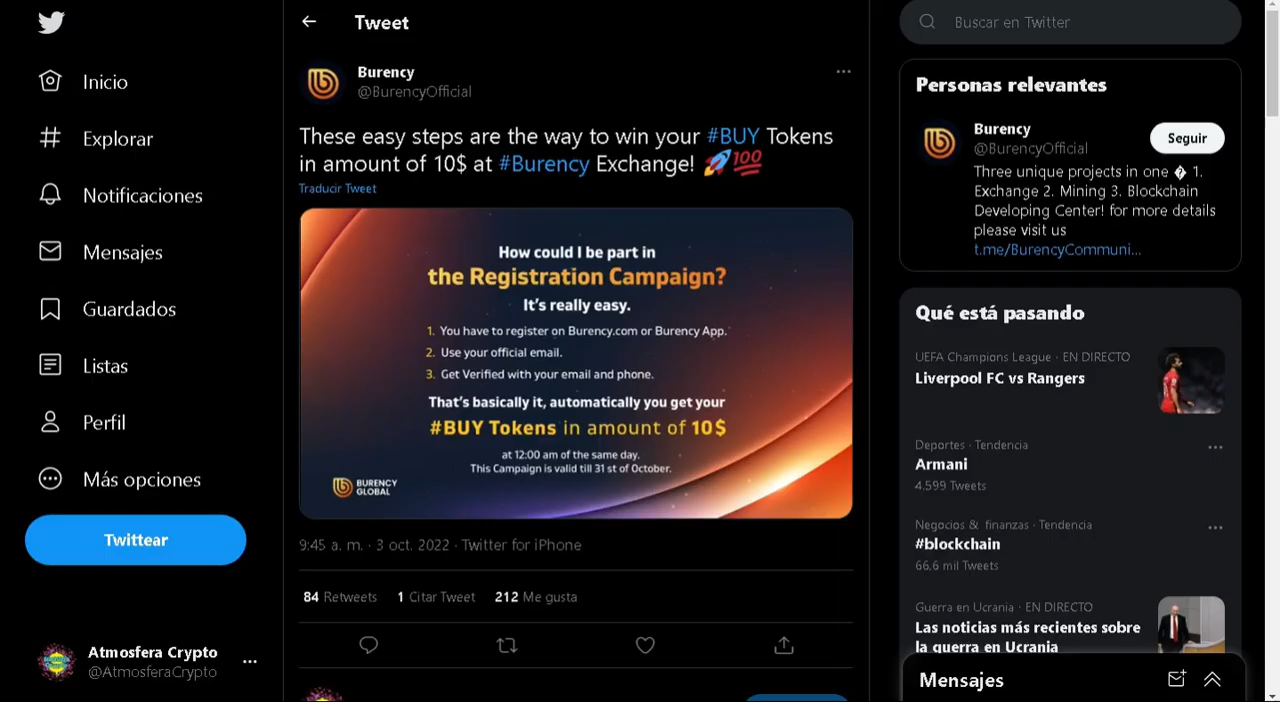 Inicio
Explorar
Notificaciones
Mensajes
Guardados
Listas
Perfil
Más opciones
Twittear
Atmosfera Crypto
@AtmosferaCrypto
Tweet
Burency
@BurencyOfficial
These easy steps are the way to win your #BUY Tokens
in amount of 10$ at #Burency Exchange! 🚀💯
Traducir Tweet
How could I be part in
the Registration Campaign?
It's really easy.
1. You have to register on Burency.com or Burency App.
2. Use your official email.
3. Get Verified with your email and phone.
That's basically it, automatically you get your
#BUY Tokens in amount of 10$
at 12:00 am of the same day.
This Campaign is valid till 31 st of October.
BURENCY
GLOBAL
9:45 a. m. · 3 oct. 2022 · Twitter for iPhone
84 Retweets 1 Citar Tweet 212 Me gusta
Buscar en Twitter
Personas relevantes
Burency
@BurencyOfficial
Seguir
Three unique projects in one � 1.
Exchange 2. Mining 3. Blockchain
Developing Center! for more details
please visit us
t.me/BurencyCommuni...
Qué está pasando
UEFA Champions League · EN DIRECTO
Liverpool FC vs Rangers
Deportes · Tendencia
Armani
4.599 Tweets
Negocios & finanzas · Tendencia
#blockchain
66,6 mil Tweets
Guerra en Ucrania · EN DIRECTO
Las noticias más recientes sobre
la guerra en Ucrania
Mensajes